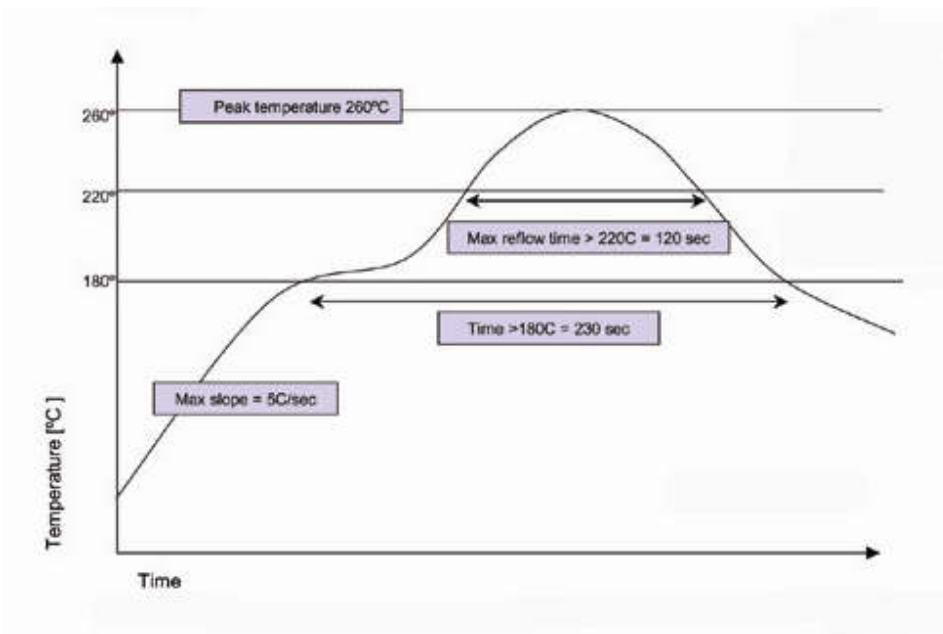 Peak temperature 260ºC
260º
220º
Max reflow time > 220C = 120 sec
180º
Time >180C = 230 sec
Max slope = 5C/sec
Temperature [ºC ]
Time